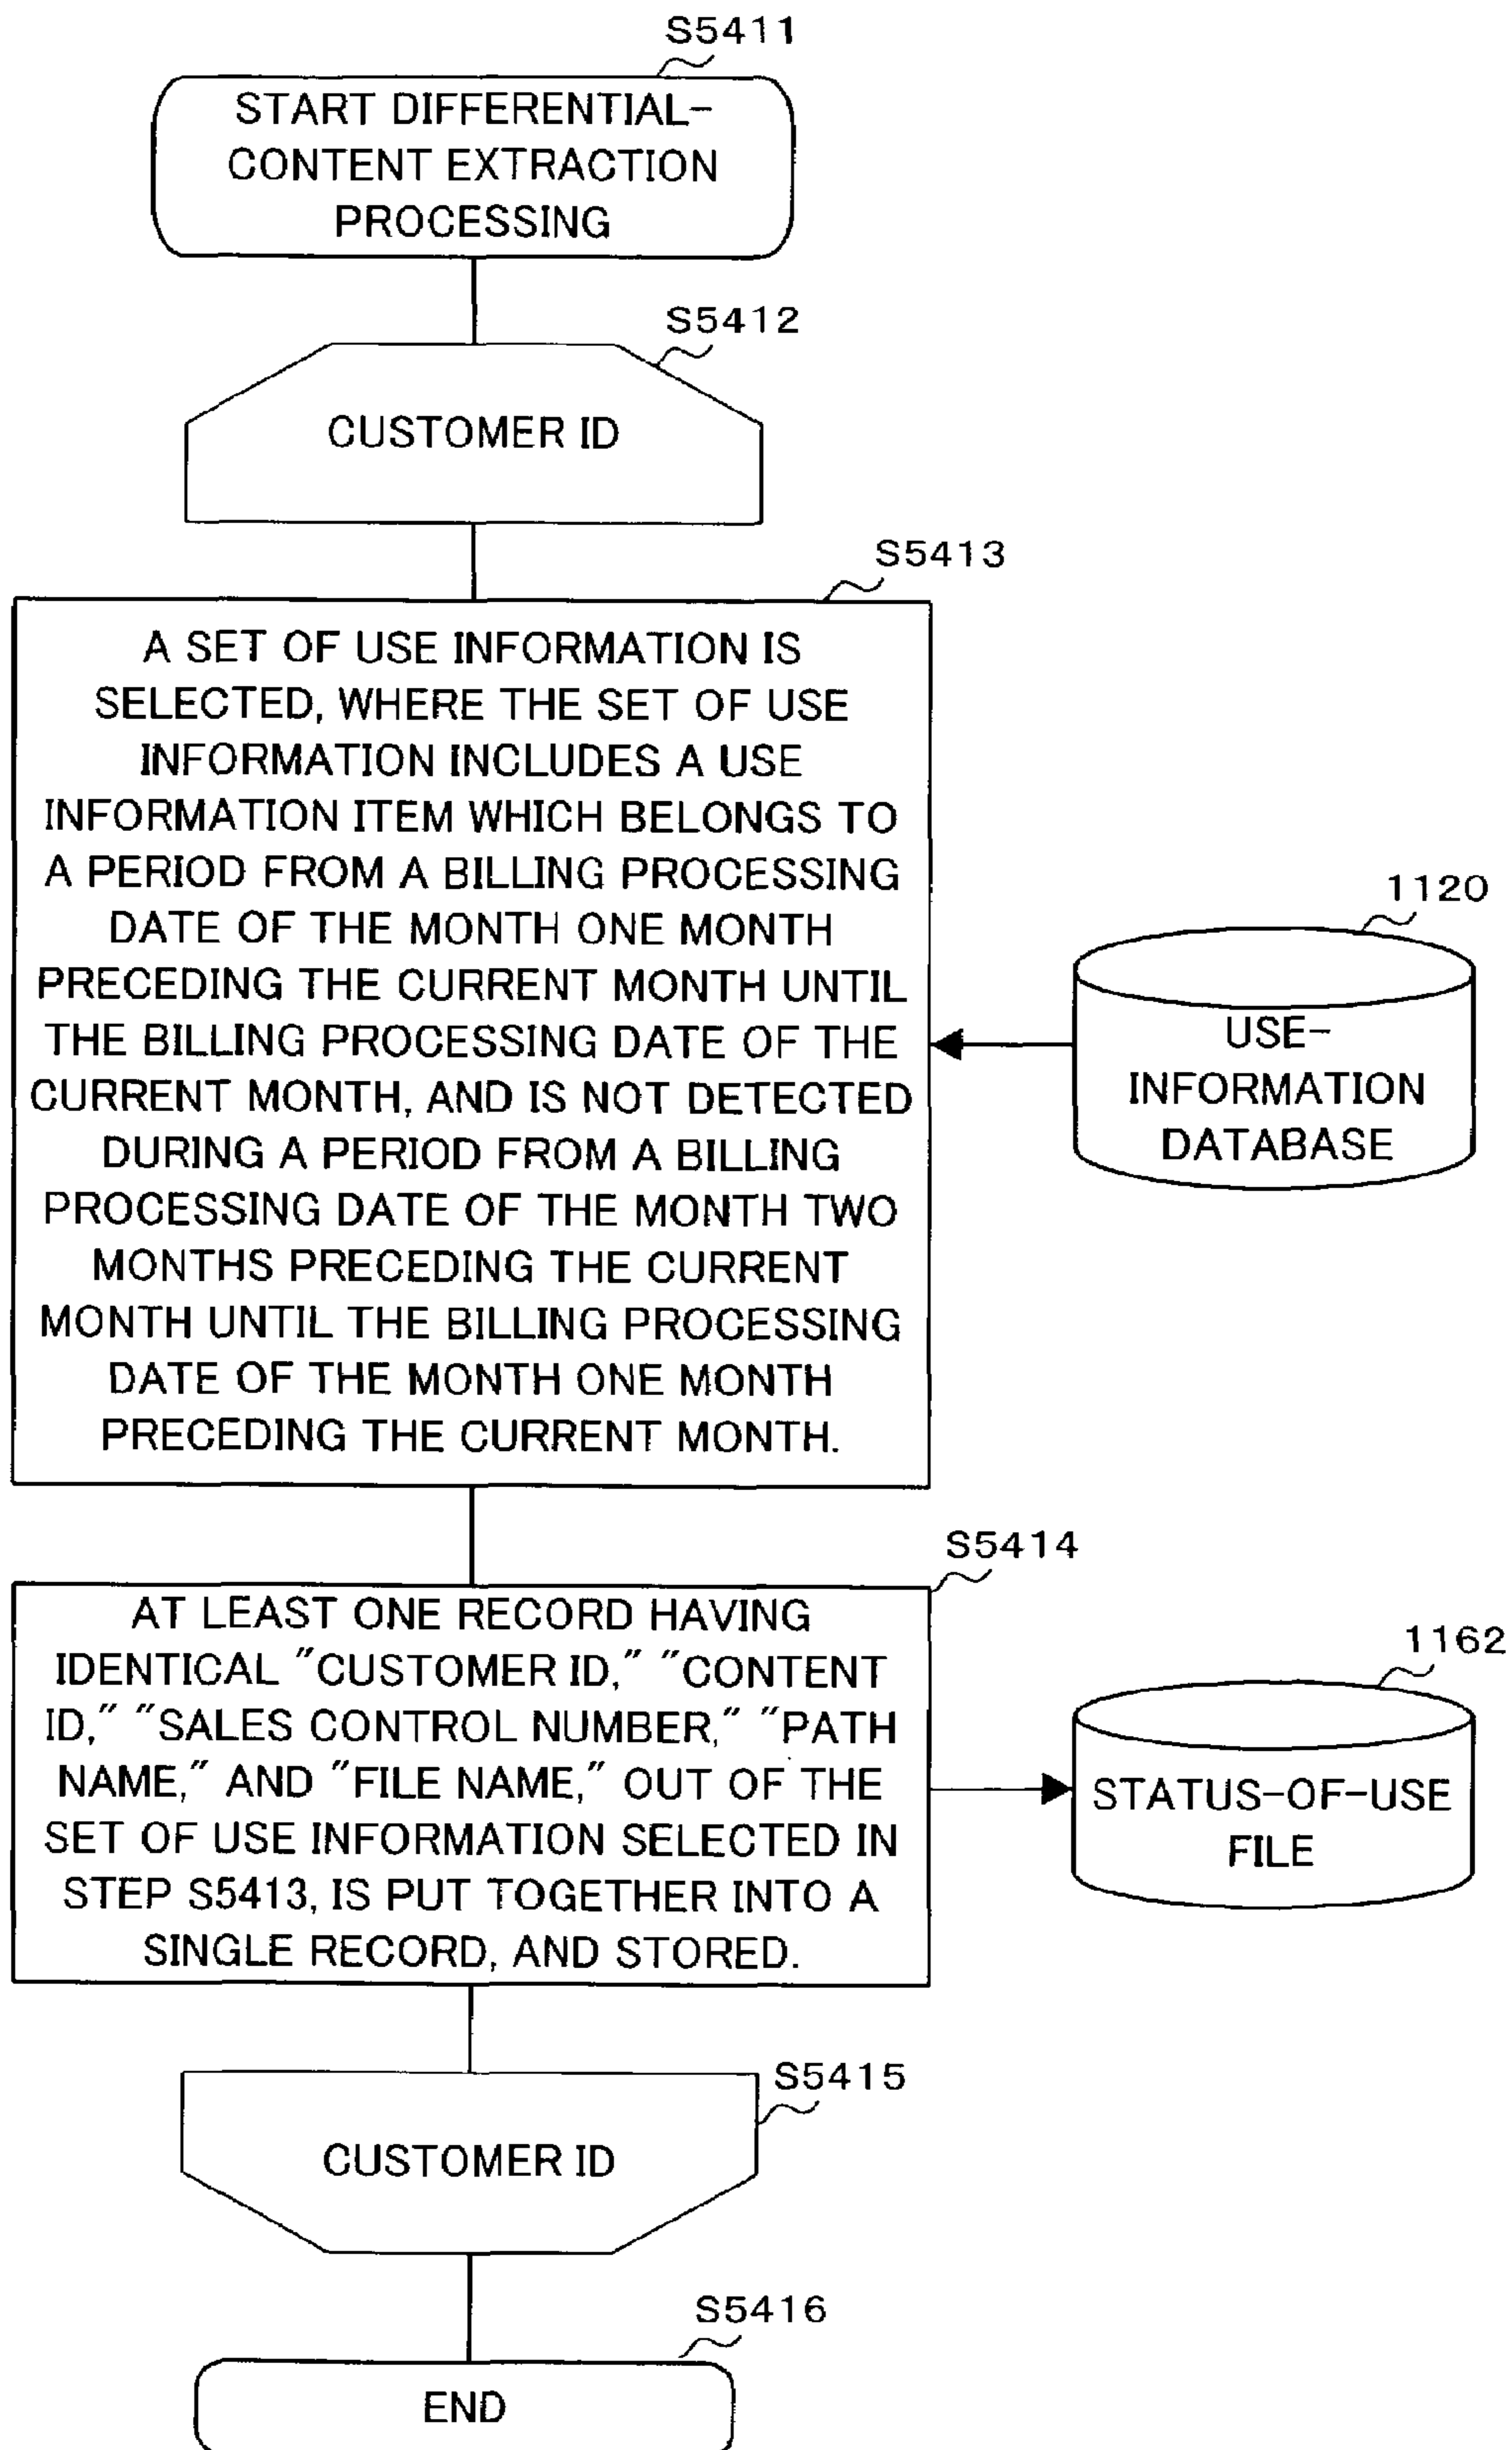 S5411
START DIFFERENTIAL-
CONTENT EXTRACTION
PROCESSING
S5412
CUSTOMER ID
S5413
A SET OF USE INFORMATION IS
SELECTED, WHERE THE SET OF USE
INFORMATION INCLUDES A USE
INFORMATION ITEM WHICH BELONGS TO
A PERIOD FROM A BILLING PROCESSING
DATE OF THE MONTH ONE MONTH
PRECEDING THE CURRENT MONTH UNTIL
THE BILLING PROCESSING DATE OF THE
CURRENT MONTH, AND IS NOT DETECTED
DURING A PERIOD FROM A BILLING
PROCESSING DATE OF THE MONTH TWO
MONTHS PRECEDING THE CURRENT
MONTH UNTIL THE BILLING PROCESSING
DATE OF THE MONTH ONE MONTH
PRECEDING THE CURRENT MONTH.
1120
USE-
INFORMATION
DATABASE
S5414
AT LEAST ONE RECORD HAVING
IDENTICAL "CUSTOMER ID," "CONTENT
ID," "SALES CONTROL NUMBER," "PATH
NAME," AND "FILE NAME," OUT OF THE
SET OF USE INFORMATION SELECTED IN
STEP S5413, IS PUT TOGETHER INTO A
SINGLE RECORD, AND STORED.
1162
STATUS-OF-USE
FILE
S5415
CUSTOMER ID
S5416
END